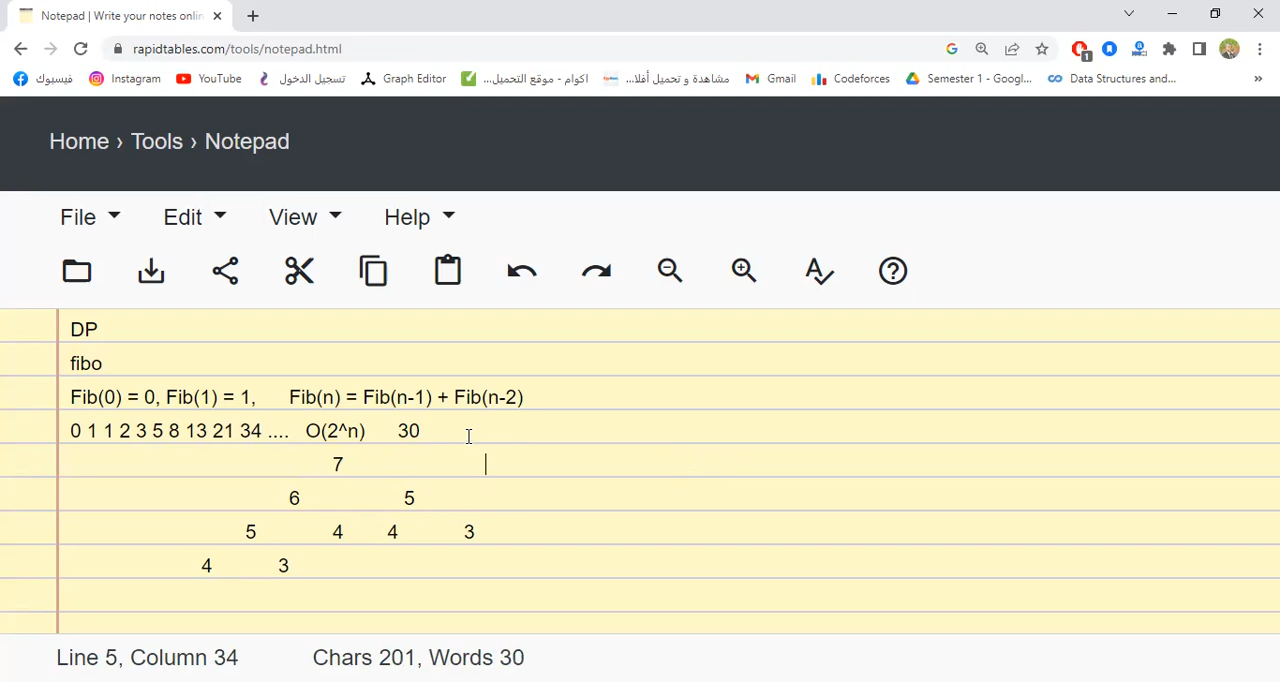 Notepad | Write your notes onlin
rapidtables.com/tools/notepad.html
فيسبوك Instagram YouTube تسجيل الدخول Graph Editor اكوام - موقع التحميل... مشاهدة و تحميل أفلا... Gmail Codeforces Semester 1 - Googl... Data Structures and... »
Home › Tools › Notepad
File Edit View Help
DP
fibo
Fib(0) = 0, Fib(1) = 1, Fib(n) = Fib(n-1) + Fib(n-2)
0 1 1 2 3 5 8 13 21 34 .... O(2^n) 30
7
6 5
5 4 4 3
4 3
Line 5, Column 34 Chars 201, Words 30